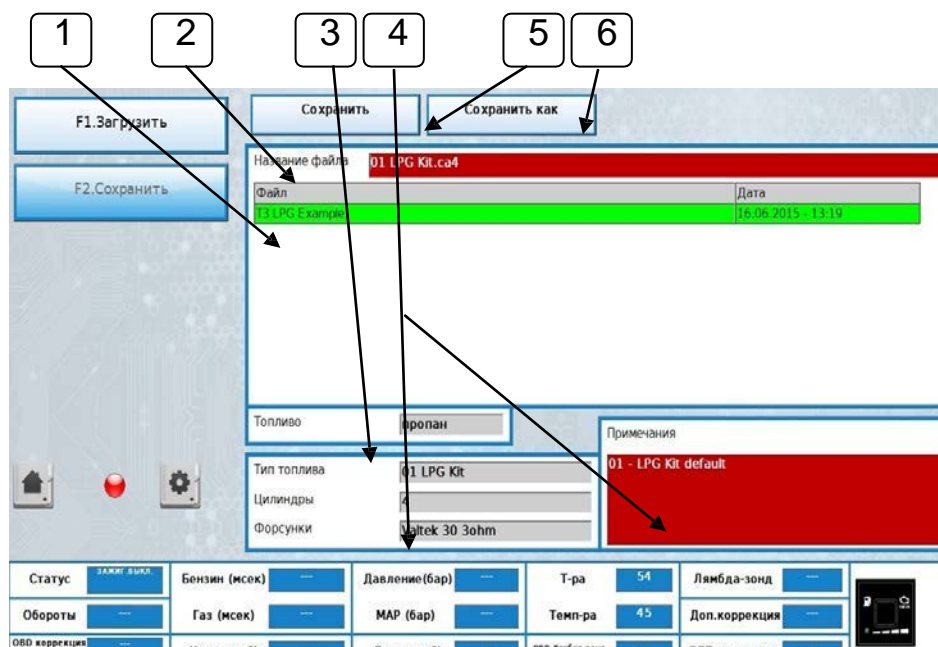 1 2 3 4 5 6
Сохранить Сохранить как
F1.Загрузить
Название файла 01 LPG Kit.ca4
F2.Сохранить
Файл Дата
T3 LPG Example 16.06.2015 - 13:19
Топливо пропан
Примечания
Тип топлива 01 LPG Kit
01 - LPG Kit default
Цилиндры 4
Форсунки Valtek 30 3ohm
Статус ЗАЖИГ.ВЫКЛ. Бензин (мсек) --- Давление(бар) --- Т-ра 54 Лямбда-зонд ---
Обороты --- Газ (мсек) --- MAP (бар) --- Темп-ра 45 Доп.коррекция ---
OBD коррекция